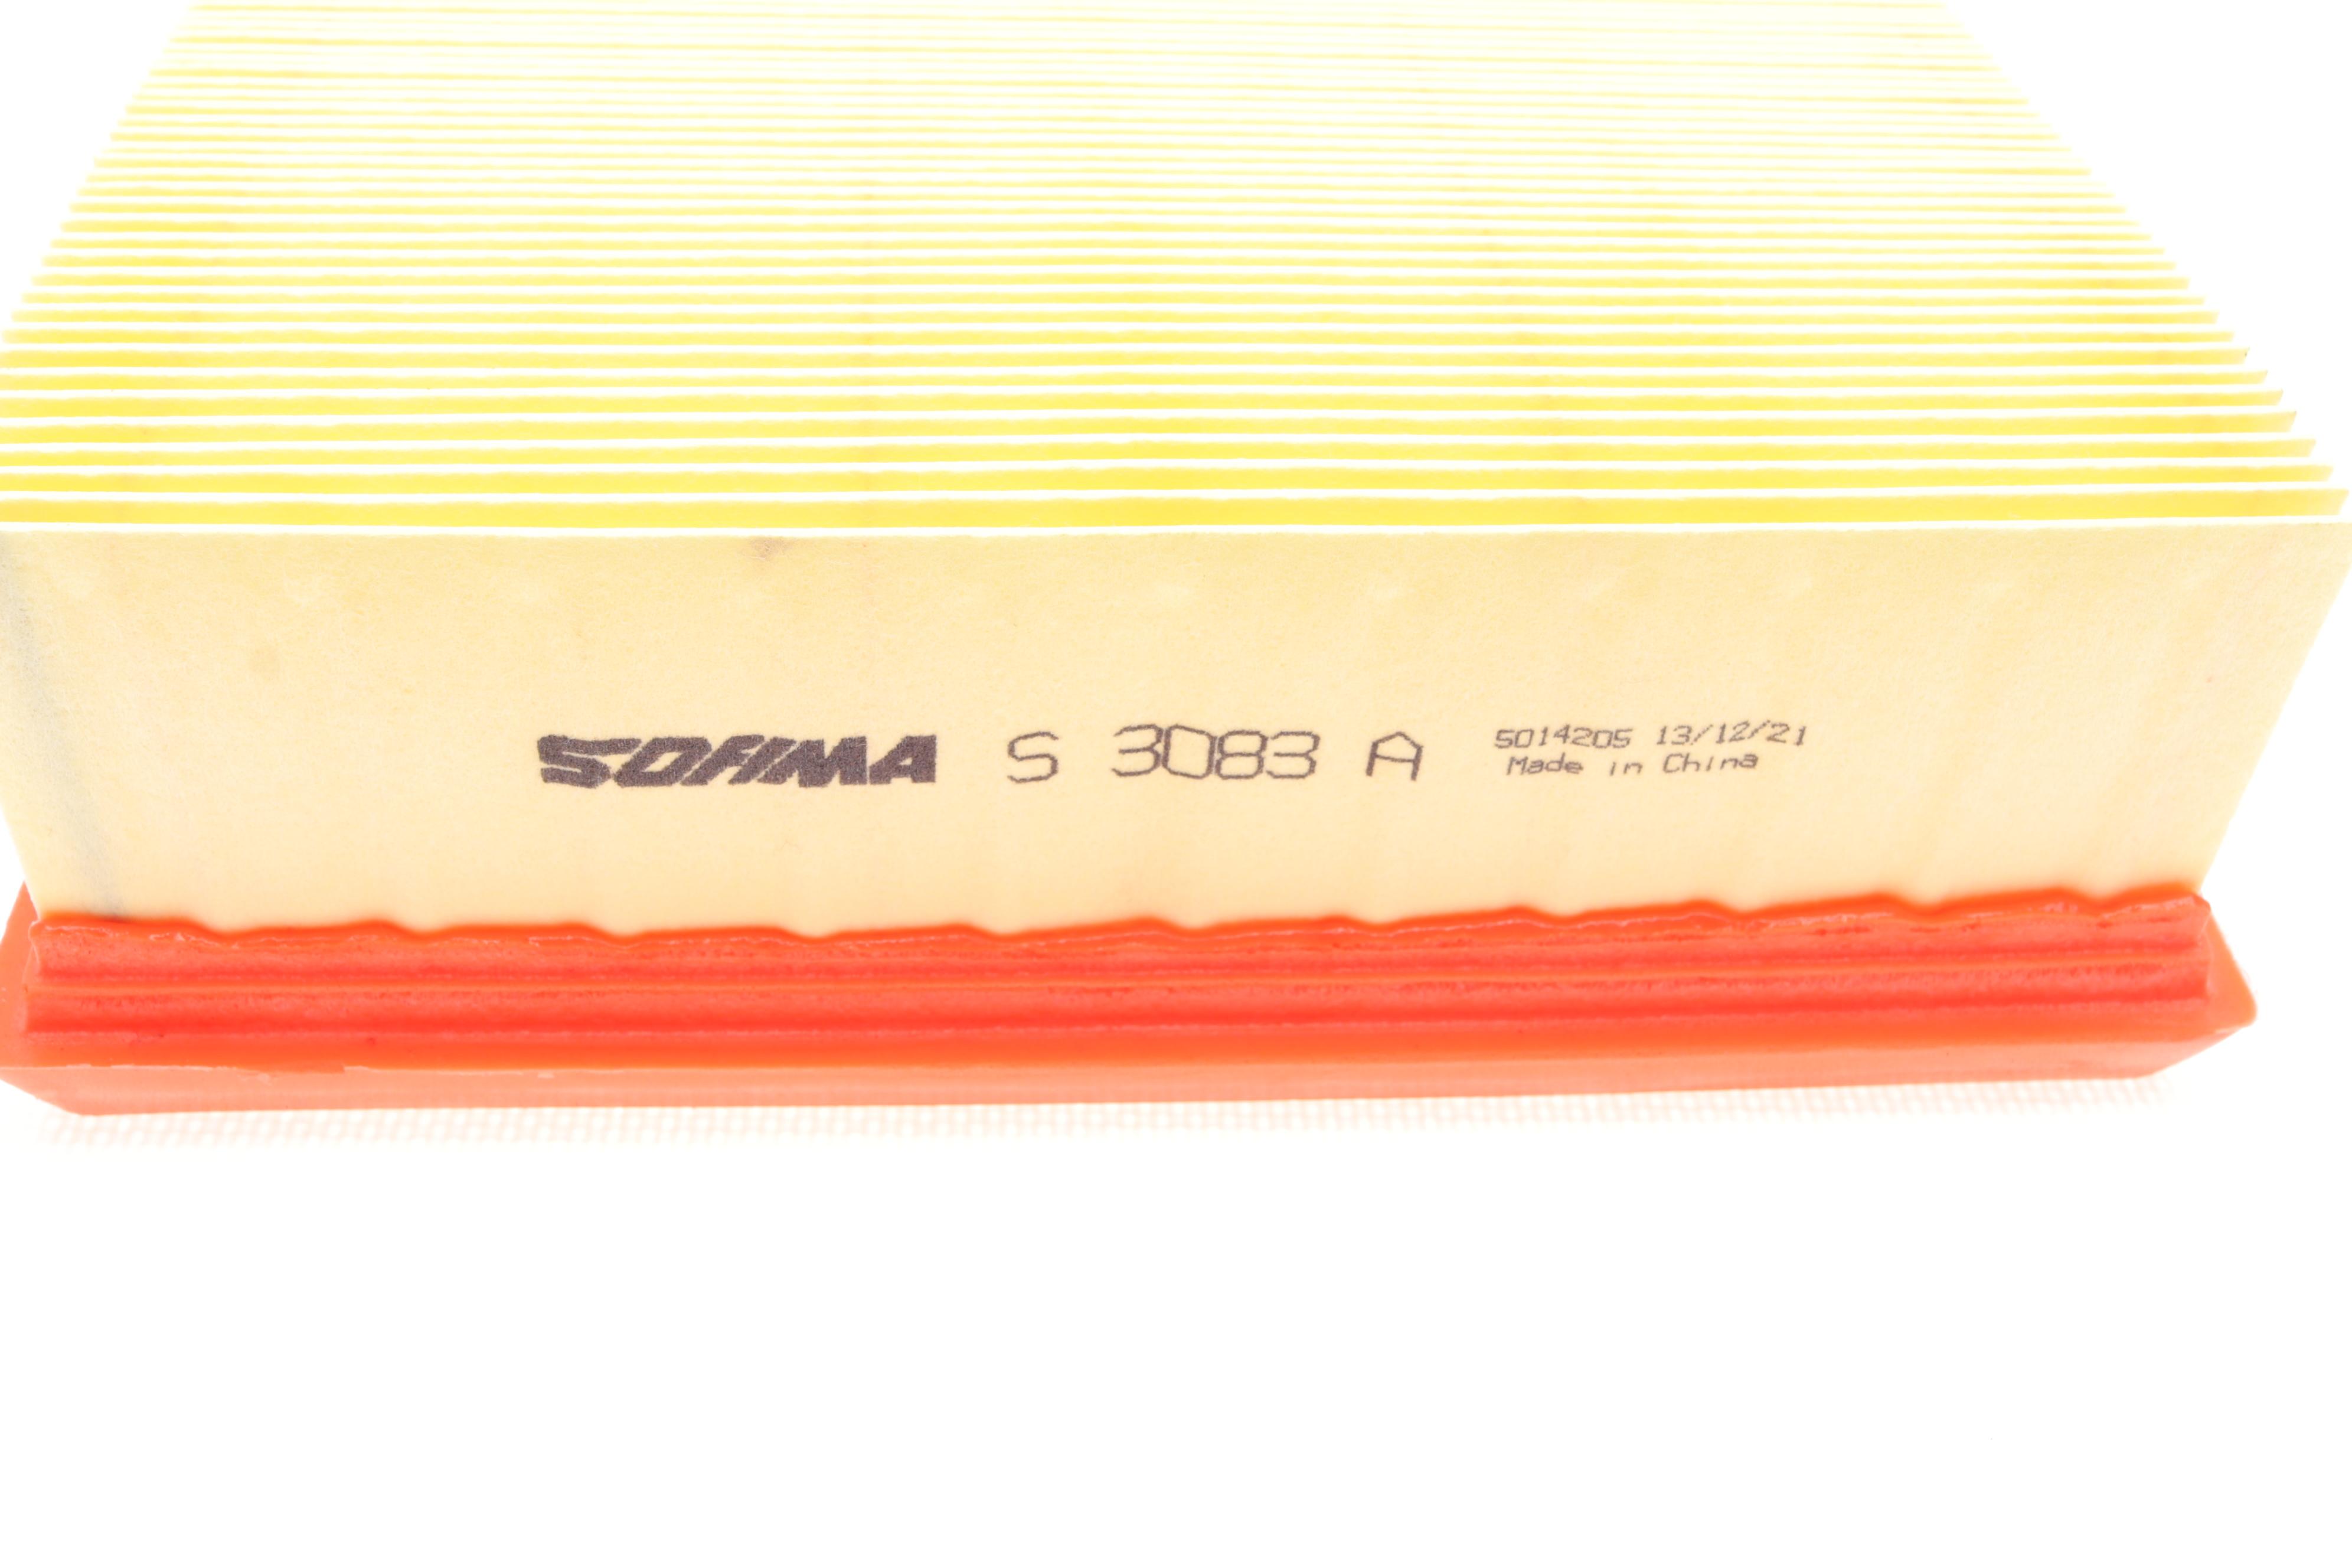 SOFIMA S 3083 A 5014205 13/12/21
Made in China